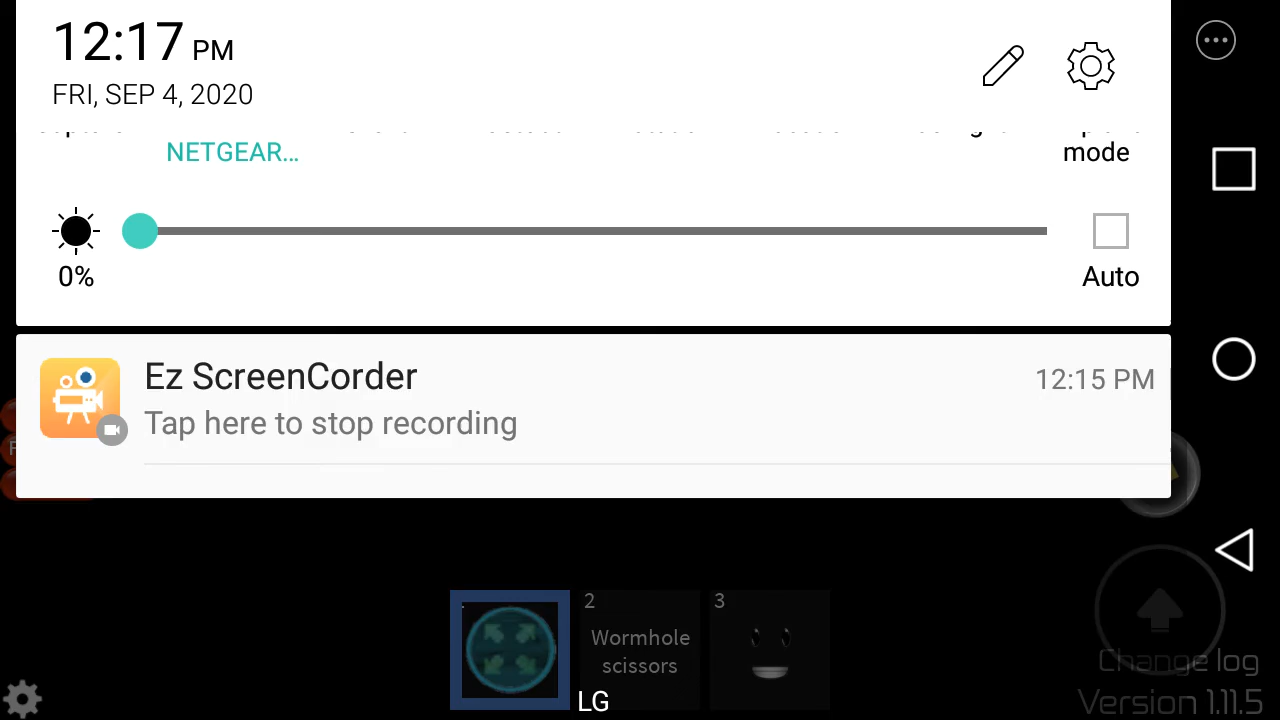 12:17 PM
FRI, SEP 4, 2020
NETGEAR...
mode
0%
Auto
Ez ScreenCorder
12:15 PM
Tap here to stop recording
2
3
Wormhole
scissors
LG
Change log
Version 1.11.5